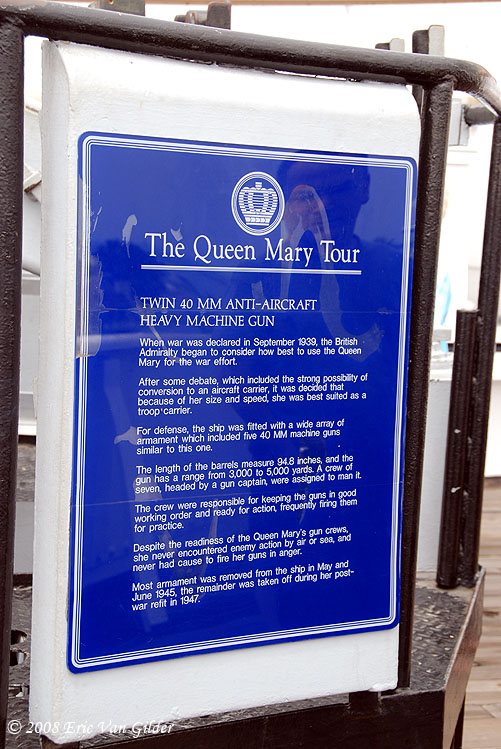 The Queen Mary Tour
TWIN 40 MM ANTI-AIRCRAFT
HEAVY MACHINE GUN
When war was declared in September 1939, the British
Admiralty began to consider how best to use the Queen
Mary for the war effort.
After some debate, which included the strong possibility of
conversion to an aircraft carrier, it was decided that
because of her size and speed, she was best suited as a
troop carrier.
For defense, the ship was fitted with a wide array of
armament which included five 40 MM machine guns
similar to this one.
The length of the barrels measure 94.8 inches, and the
gun has a range from 3,000 to 5,000 yards. A crew of
seven, headed by a gun captain, were assigned to man it.
The crew were responsible for keeping the guns in good
working order and ready for action, frequently firing them
for practice.
Despite the readiness of the Queen Mary's gun crews,
she never encountered enemy action by air or sea, and
never had cause to fire her guns in anger.
Most armament was removed from the ship in May and
June 1945, the remainder was taken off during her post-
war refit in 1947.
© 2008 Eric Van Gilder